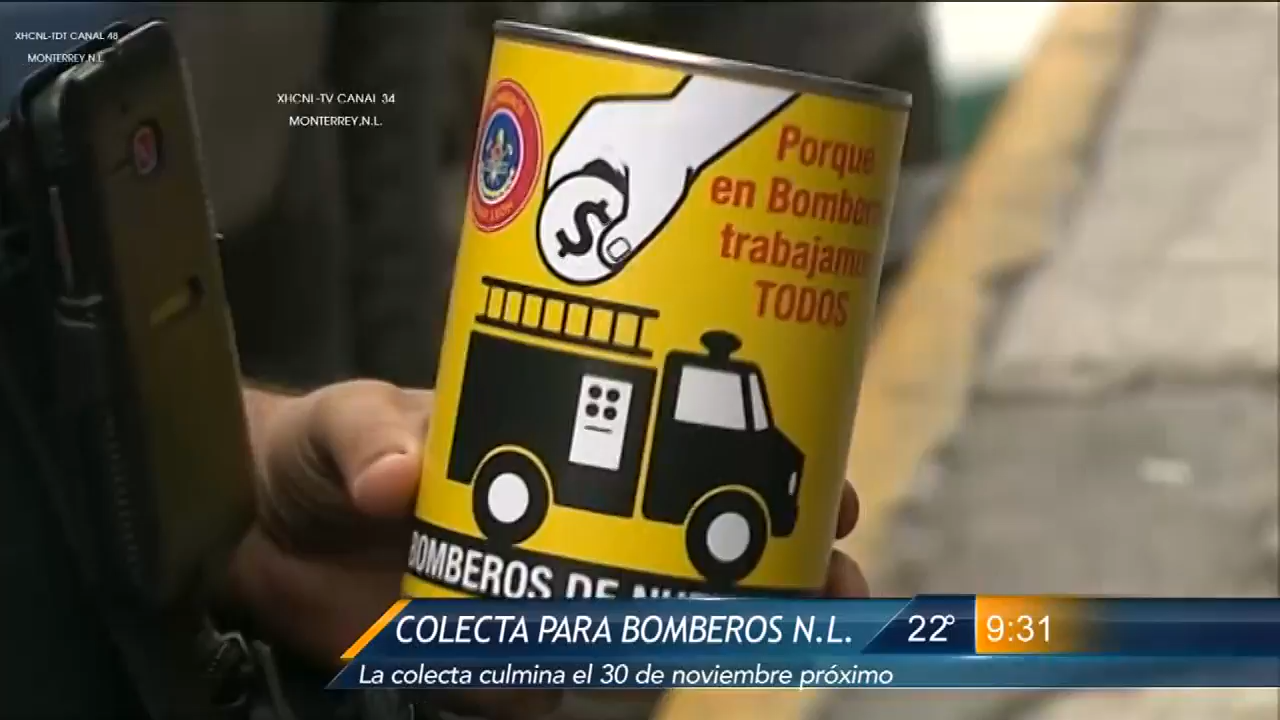 XHCNL-TDT CANAL 48
MONTERREY N.L.
XHCNL-TV CANAL 34
MONTERREY,N.L.
Porque
en
trabajam
TODOS
$
BOMBEROS DE
COLECTA PARA BOMBEROS N.L.
22° 9:31
La colecta culmina el 30 de noviembre próximo